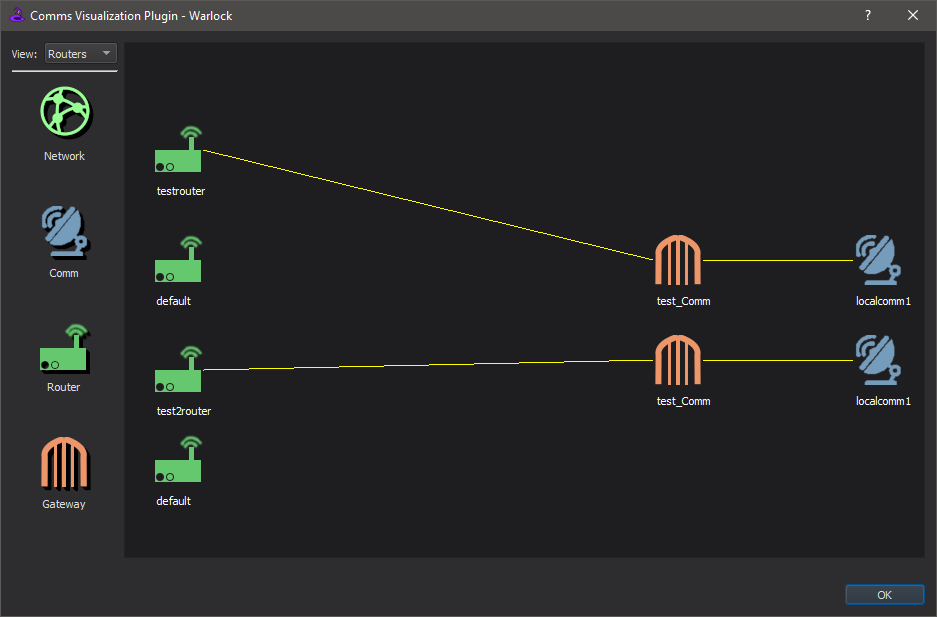 Comms Visualization Plugin - Warlock
?
View: Routers
Network
Comm
Router
Gateway
testrouter
default
test_Comm
localcomm1
test2router
test_Comm
localcomm1
default
OK